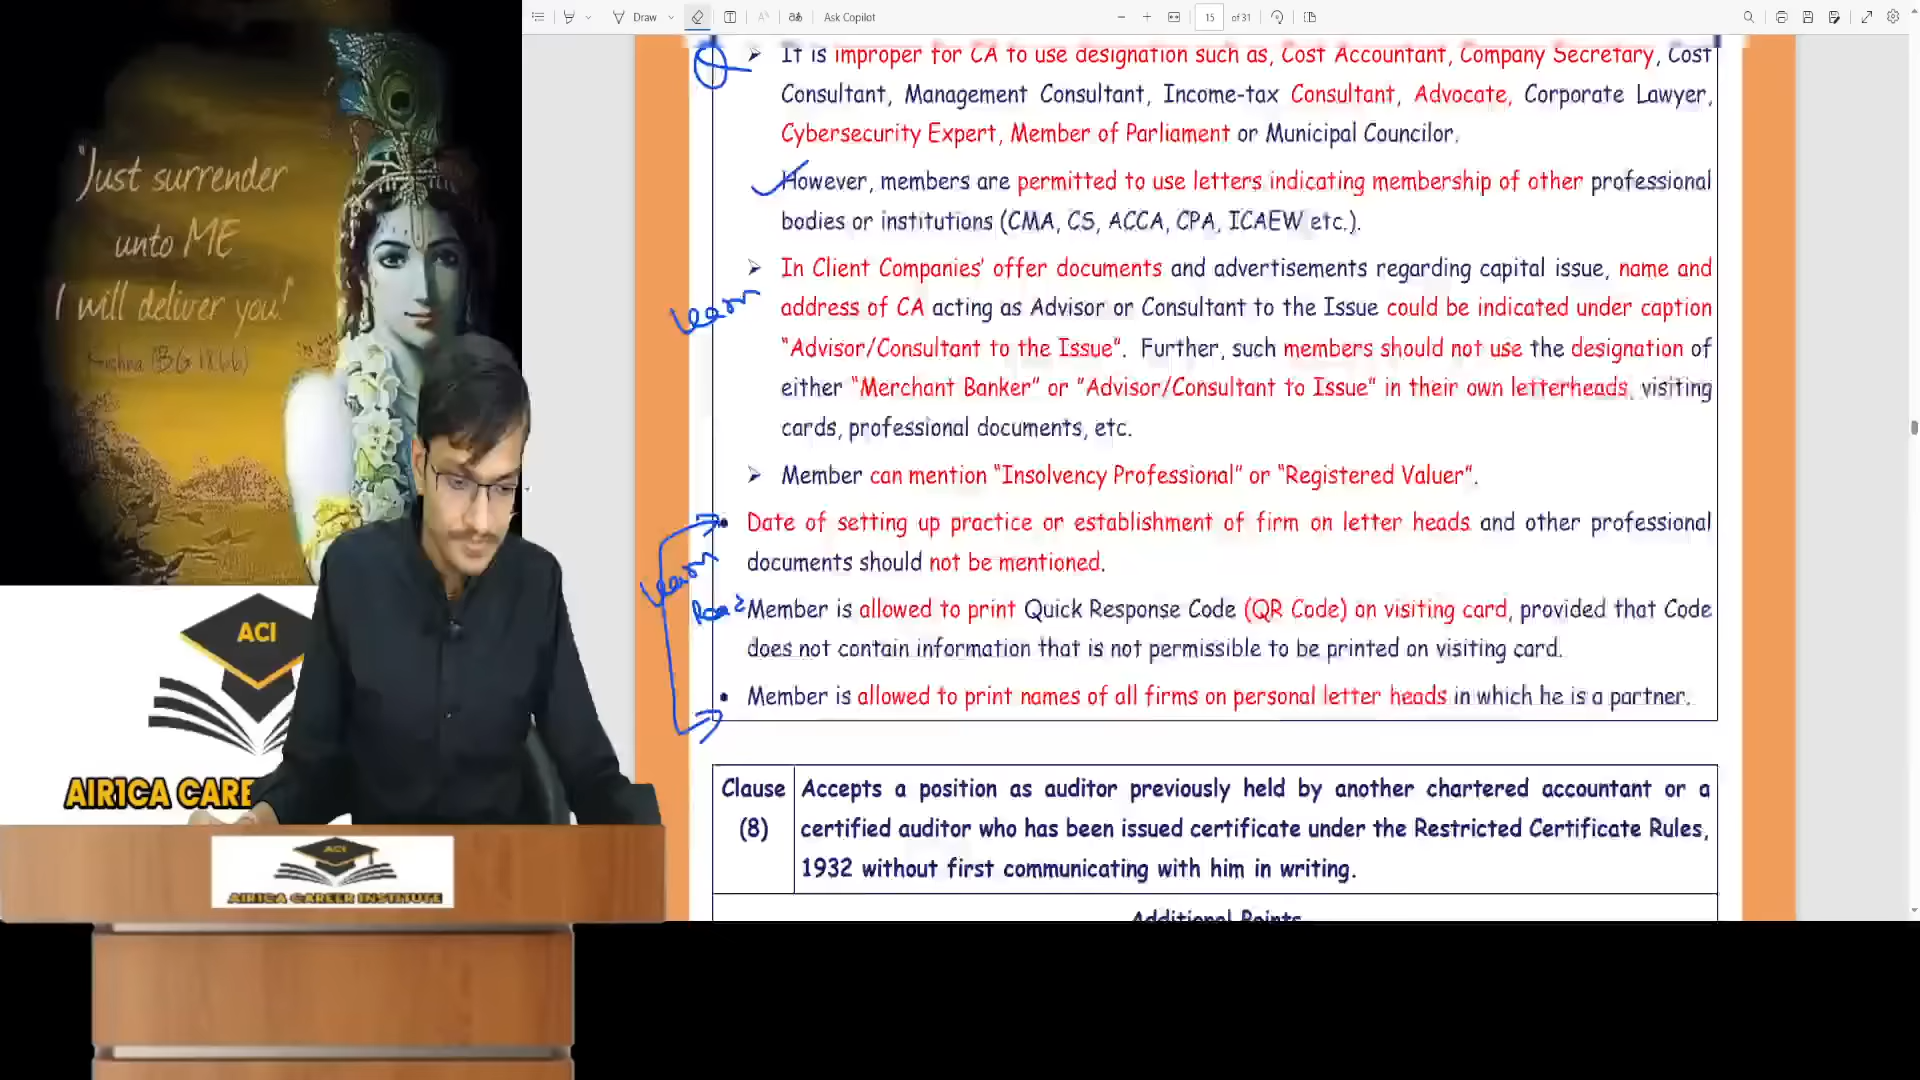 Draw
Ask Copilot
15
of 31
"Just surrender
unto ME
I will deliver you!"
Krishna (BG 18.66)
It is improper for CA to use designation such as, Cost Accountant, Company Secretary, Cost
Consultant, Management Consultant, Income-tax Consultant, Advocate, Corporate Lawyer,
Cybersecurity Expert, Member of Parliament or Municipal Councilor.
However, members are permitted to use letters indicating membership of other professional
bodies or institutions (CMA, CS, ACCA, CPA, ICAEW etc.).
In Client Companies' offer documents and advertisements regarding capital issue, name and
learn
address of CA acting as Advisor or Consultant to the Issue could be indicated under caption
"Advisor/Consultant to the Issue". Further, such members should not use the designation of
either "Merchant Banker" or "Advisor/Consultant to Issue" in their own letterheads, visiting
cards, professional documents, etc.
Member can mention "Insolvency Professional" or "Registered Valuer".
• Date of setting up practice or establishment of firm on letter heads and other professional
documents should not be mentioned.
learn
Member is allowed to print Quick Response Code (QR Code) on visiting card, provided that Code
does not contain information that is not permissible to be printed on visiting card.
• Member is allowed to print names of all firms on personal letter heads in which he is a partner.
Clause
(8)
Accepts a position as auditor previously held by another chartered accountant or a
certified auditor who has been issued certificate under the Restricted Certificate Rules,
1932 without first communicating with him in writing.
Additional Points
ACI
AIR1CA CARE
ACI
AIR1CA CAREER INSTITUTE